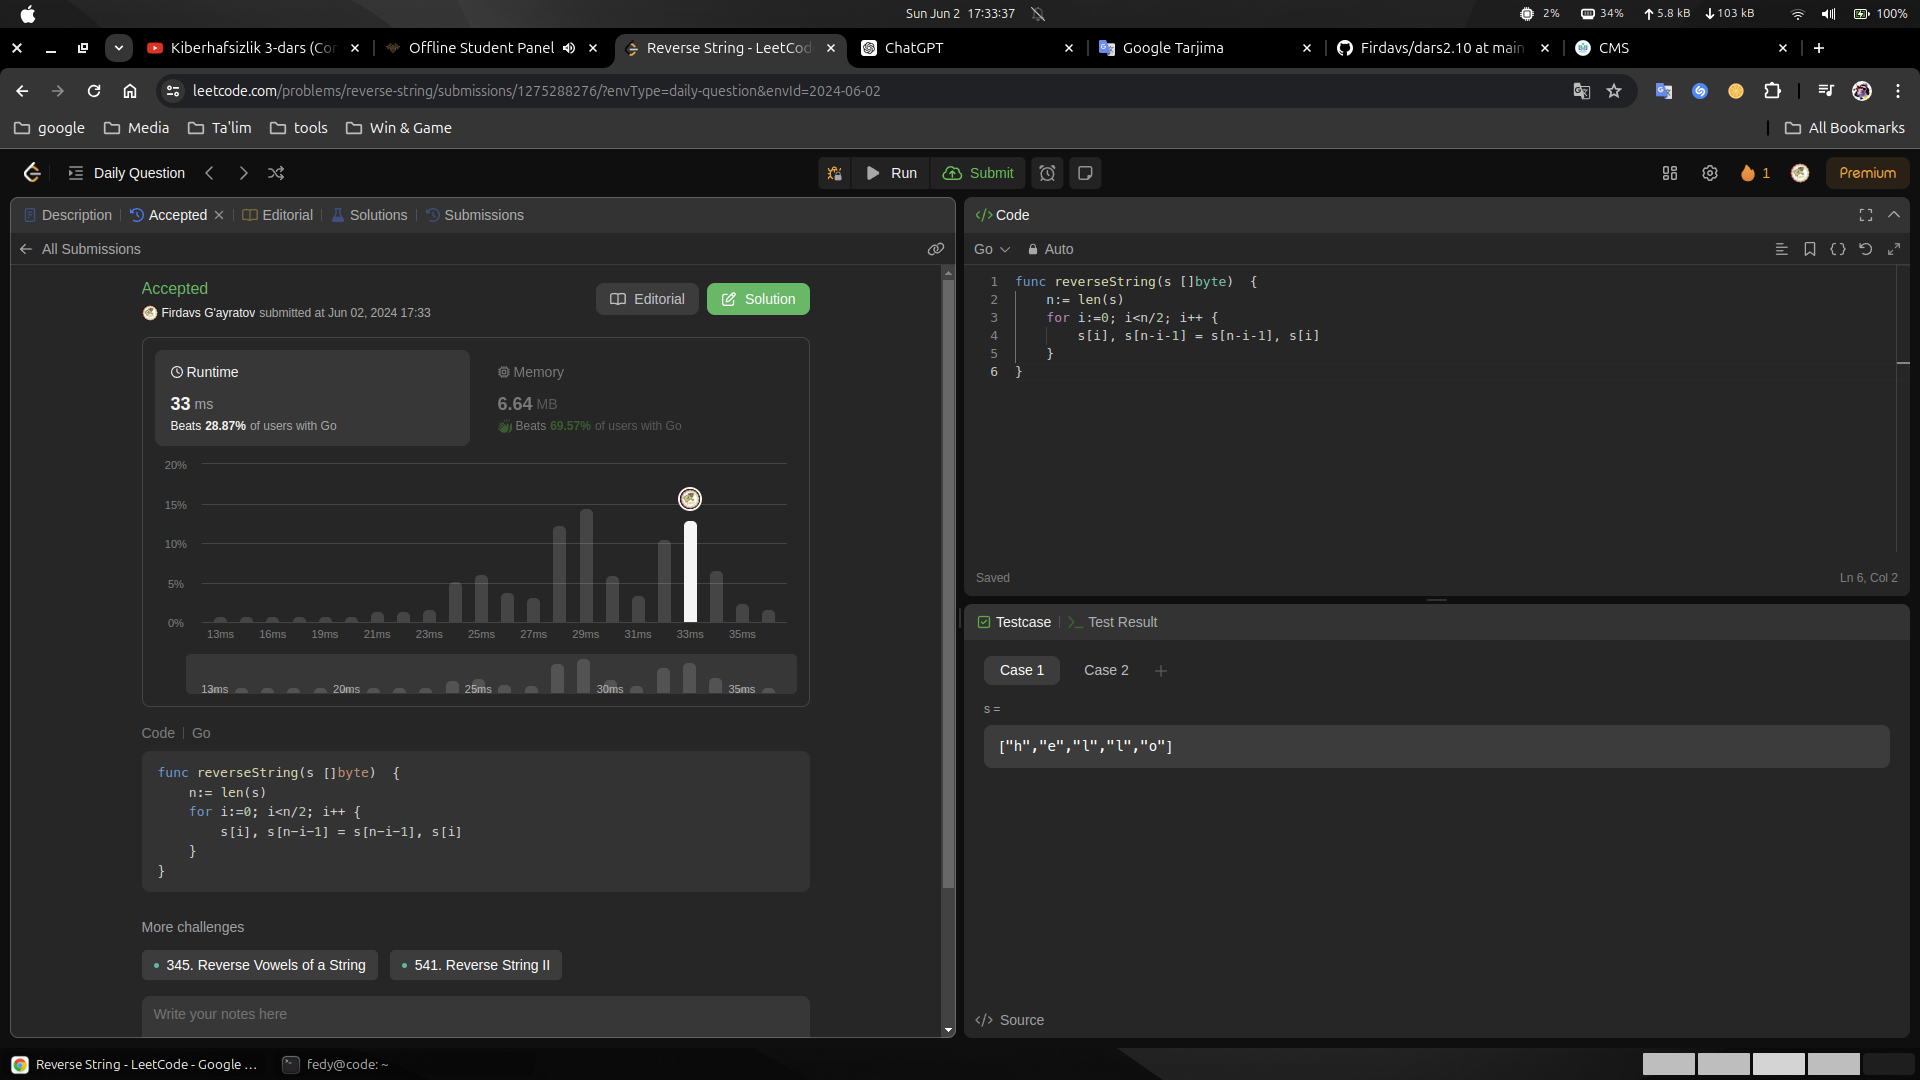 Sun Jun 2 17:33:37
2% 34% 5.8 kB 103 kB 100%
Kiberhafsizlik 3-dars (Co
Offline Student Panel
Reverse String - LeetCod
ChatGPT
Google Tarjima
Firdavs/dars2.10 at main
CMS
leetcode.com/problems/reverse-string/submissions/1275288276/?envType=daily-question&envId=2024-06-02
google Media Ta'lim tools Win & Game All Bookmarks
Daily Question Run Submit 1 Premium
Description Accepted Editorial Solutions Submissions
All Submissions
Accepted
Firdavs G'ayratov submitted at Jun 02, 2024 17:33
Editorial Solution
Runtime
33 ms
Beats 28.87% of users with Go
Memory
6.64 MB
Beats 69.57% of users with Go
20%
15%
10%
5%
0%
13ms 16ms 19ms 21ms 23ms 25ms 27ms 29ms 31ms 33ms 35ms
13ms 20ms 25ms 30ms 35ms
Code Go
func reverseString(s []byte)  {
    n:= len(s)
    for i:=0; i<n/2; i++ {
        s[i], s[n-i-1] = s[n-i-1], s[i]
    }
}
More challenges
345. Reverse Vowels of a String
541. Reverse String II
Write your notes here
</> Code
Go Auto
1 func reverseString(s []byte)  {
2     n:= len(s)
3     for i:=0; i<n/2; i++ {
4         s[i], s[n-i-1] = s[n-i-1], s[i]
5     }
6 }
Saved Ln 6, Col 2
Testcase Test Result
Case 1 Case 2 +
s =
["h","e","l","l","o"]
</> Source
Reverse String - LeetCode - Google ...
fedy@code: ~